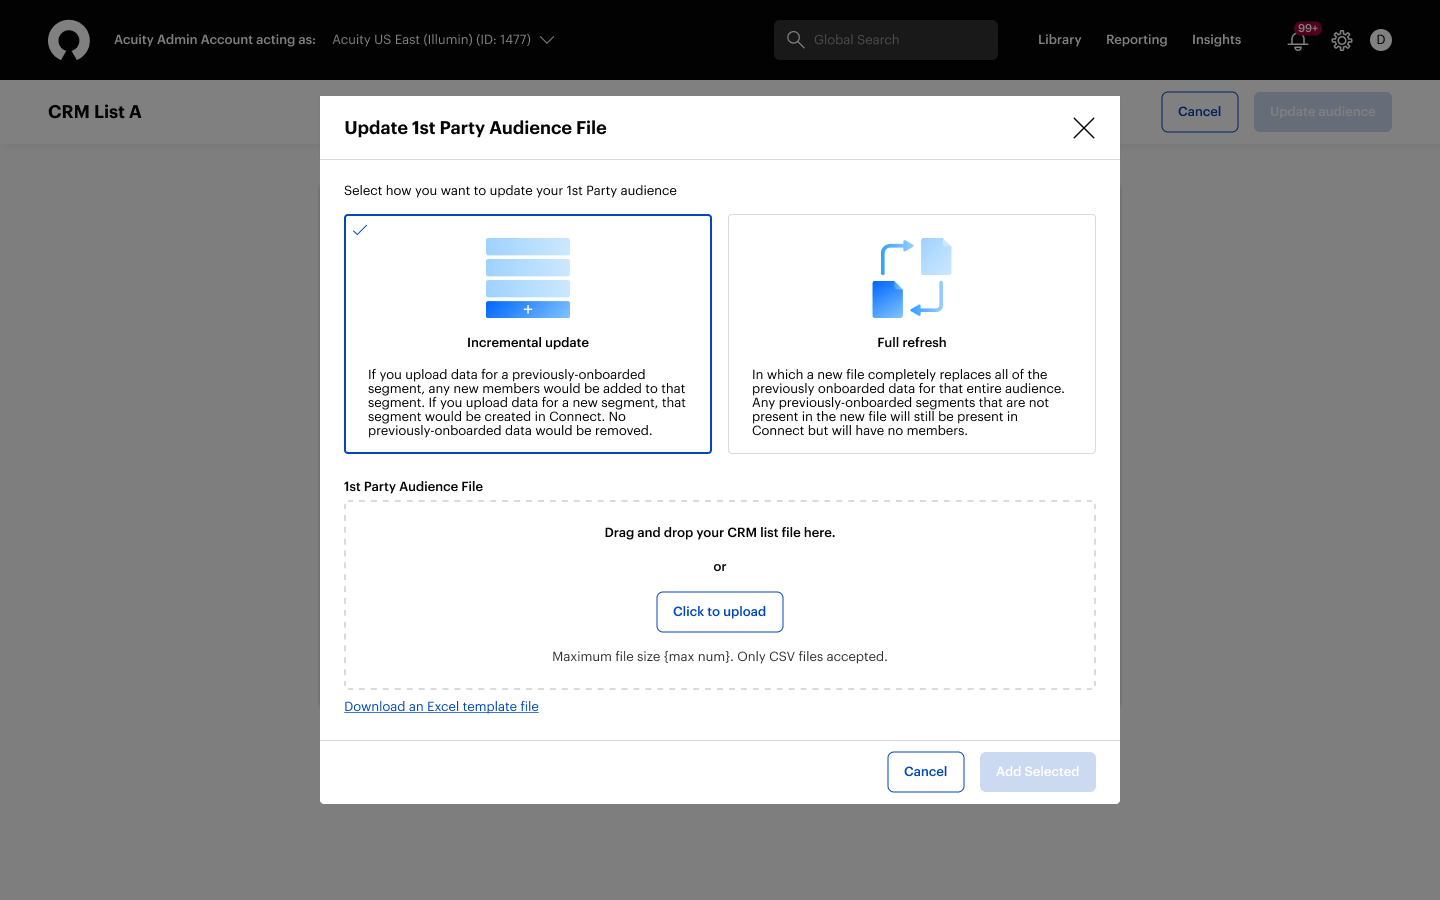 Acuity Admin Account acting as: Acuity US East (Illumin) (ID: 1477)
Global Search
Library Reporting Insights
99+
D
CRM List A
Cancel
Update audience
Update 1st Party Audience File
Select how you want to update your 1st Party audience
Incremental update
If you upload data for a previously-onboarded
segment, any new members would be added to that
segment. If you upload data for a new segment, that
segment would be created in Connect. No
previously-onboarded data would be removed.
Full refresh
In which a new file completely replaces all of the
previously onboarded data for that entire audience.
Any previously-onboarded segments that are not
present in the new file will still be present in
Connect but will have no members.
1st Party Audience File
Drag and drop your CRM list file here.
or
Click to upload
Maximum file size {max num}. Only CSV files accepted.
Download an Excel template file
Cancel
Add Selected